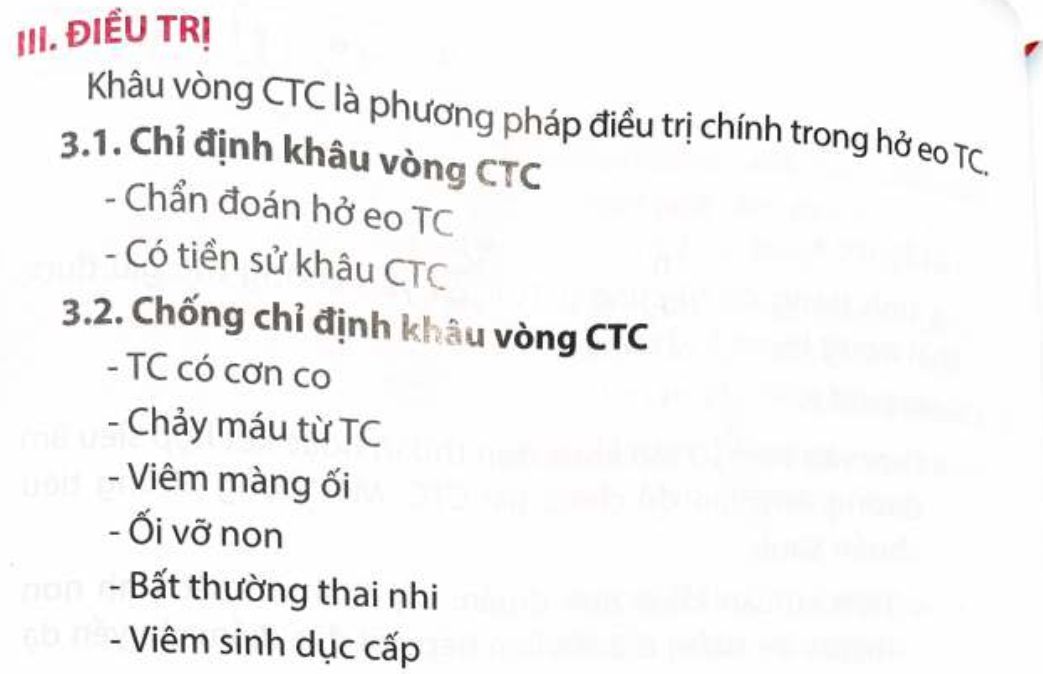 III. ĐIỀU TRỊ
Khâu vòng CTC là phương pháp điều trị chính trong hở eo TC.
3.1. Chỉ định khâu vòng CTC
- Chẩn đoán hở eo TC
- Có tiền sử khâu CTC
3.2. Chống chỉ định khâu vòng CTC
- TC có cơn co
- Chảy máu từ TC
- Viêm màng ối
- Ối vỡ non
- Bất thường thai nhi
- Viêm sinh dục cấp